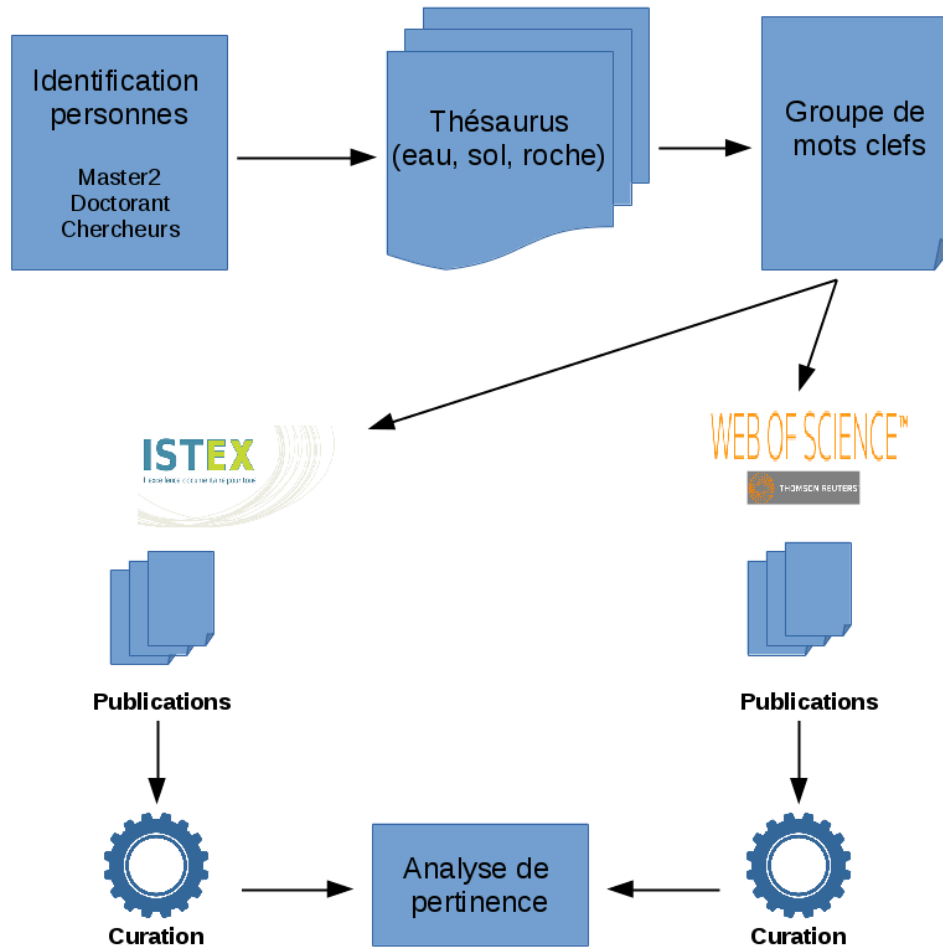 Identification
personnes
Master2
Doctorant
Chercheurs
Thésaurus
(eau, sol, roche)
Groupe de
mots clefs
ISTEX
WEB OF SCIENCE™
THOMSON REUTERS
Publications
Publications
Analyse de
pertinence
Curation
Curation